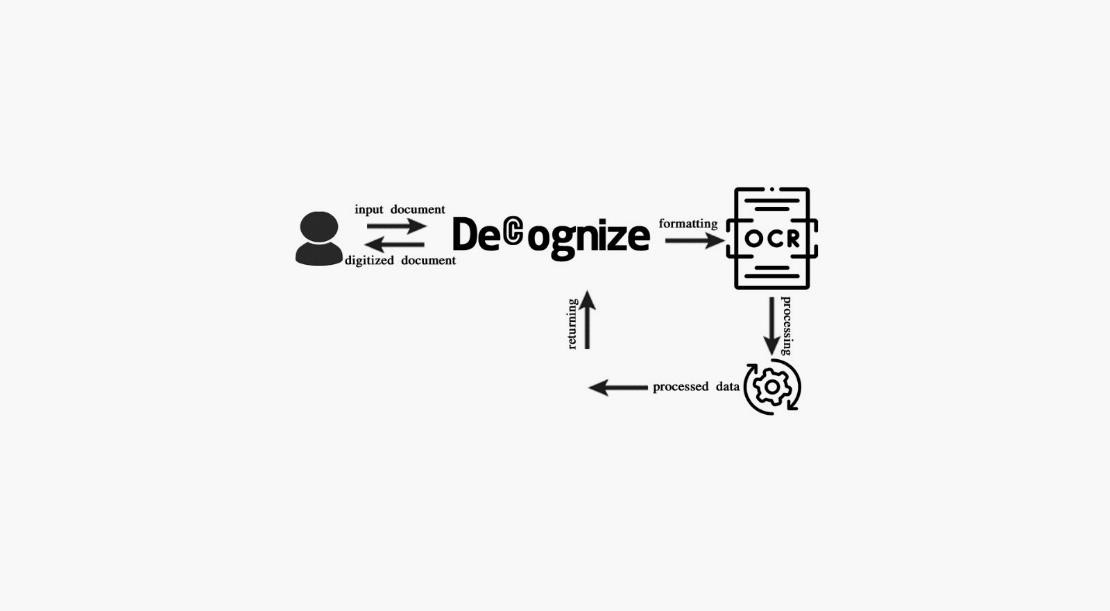 input document
digitized document
DeCognize
formatting
OCR
processing
processed data
returning